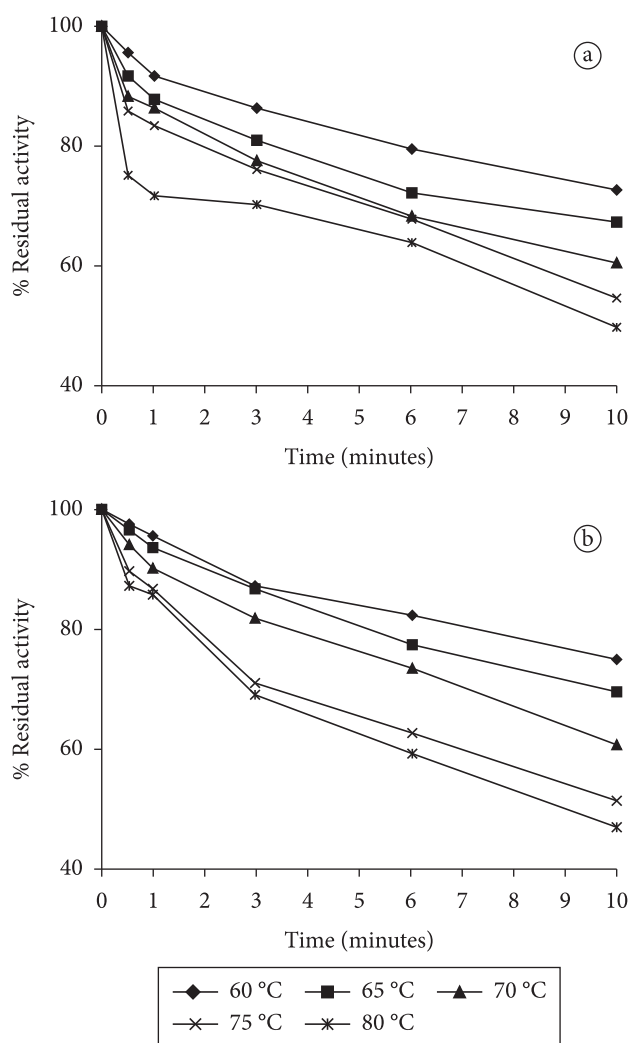 100
80
60
40
% Residual activity
a
0 1 2 3 4 5 6 7 8 9 10
Time (minutes)
100
80
60
40
% Residual activity
b
0 1 2 3 4 5 6 7 8 9 10
Time (minutes)
60 °C 65 °C 70 °C
75 °C 80 °C